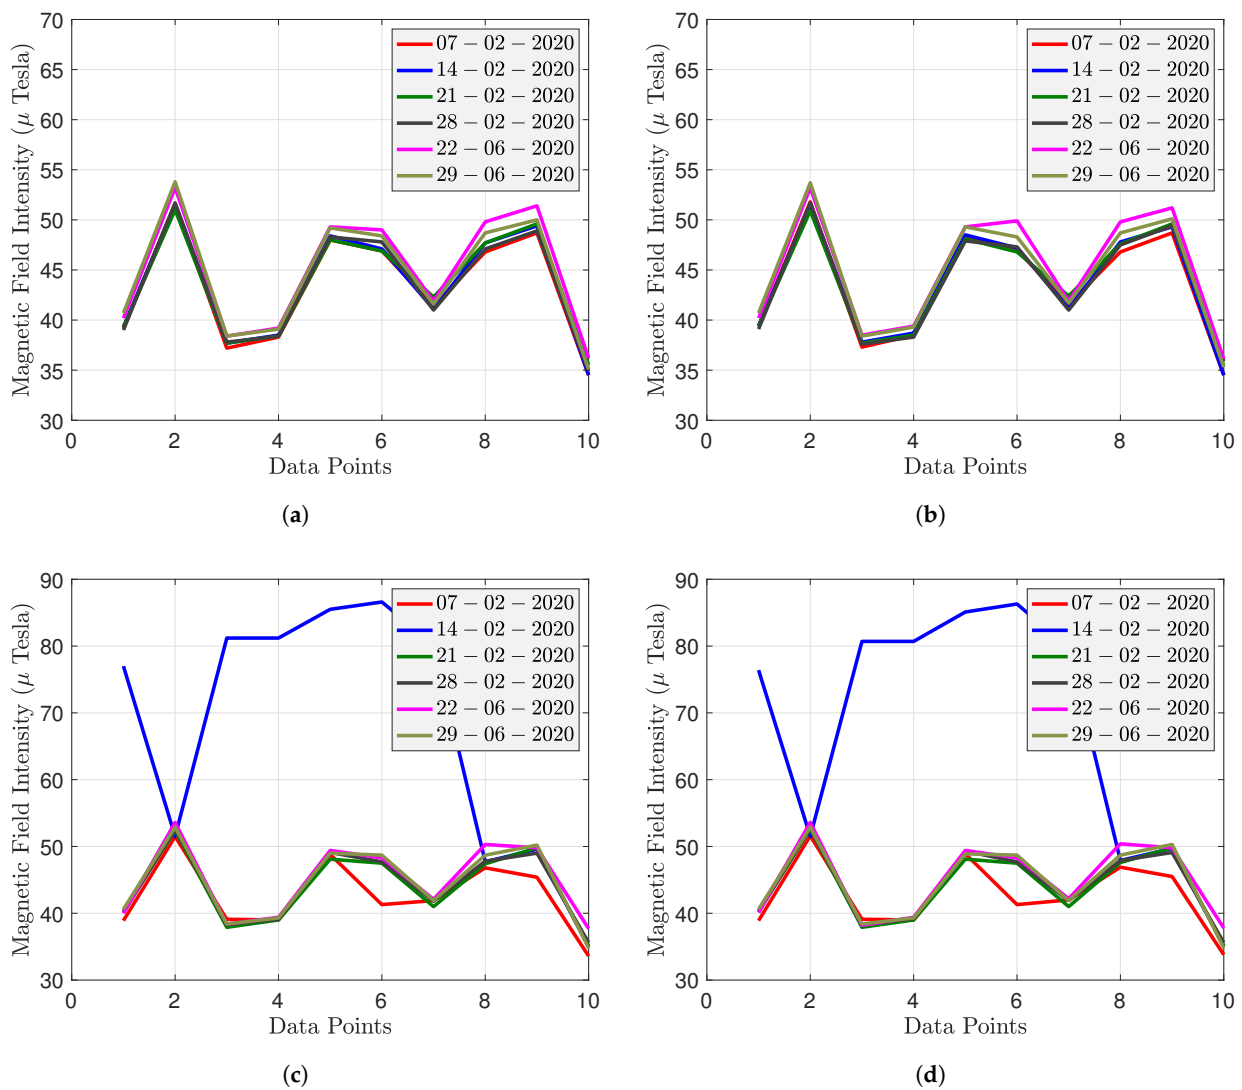 70
65
60
55
50
45
40
35
30
0
2
4
6
8
10
Magnetic Field Intensity (μ Tesla)
Data Points
07 − 02 − 2020
14 − 02 − 2020
21 − 02 − 2020
28 − 02 − 2020
22 − 06 − 2020
29 − 06 − 2020
(a)
70
65
60
55
50
45
40
35
30
0
2
4
6
8
10
Magnetic Field Intensity (μ Tesla)
Data Points
07 − 02 − 2020
14 − 02 − 2020
21 − 02 − 2020
28 − 02 − 2020
22 − 06 − 2020
29 − 06 − 2020
(b)
90
80
70
60
50
40
30
0
2
4
6
8
10
Magnetic Field Intensity (μ Tesla)
Data Points
07 − 02 − 2020
14 − 02 − 2020
21 − 02 − 2020
28 − 02 − 2020
22 − 06 − 2020
29 − 06 − 2020
(c)
90
80
70
60
50
40
30
0
2
4
6
8
10
Magnetic Field Intensity (μ Tesla)
Data Points
07 − 02 − 2020
14 − 02 − 2020
21 − 02 − 2020
28 − 02 − 2020
22 − 06 − 2020
29 − 06 − 2020
(d)